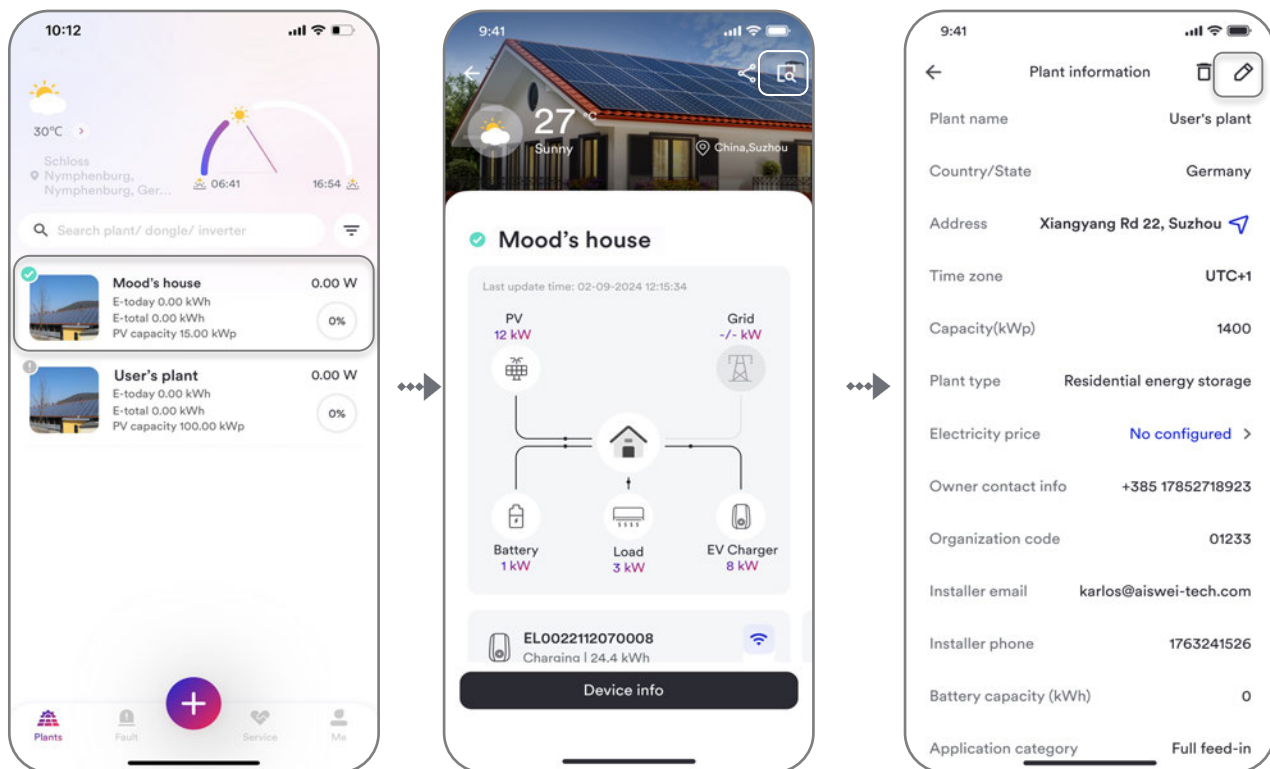 10:12
30°C
Schloss
Nymphenburg,
Nymphenburg, Ger...
06:41
16:54
Search plant/ dongle/ inverter
Mood's house
0.00 W
E-today 0.00 kWh
E-total 0.00 kWh
0%
PV capacity 15.00 kWp
User's plant
0.00 W
E-today 0.00 kWh
E-total 0.00 kWh
0%
PV capacity 100.00 kWp
Plants
Fault
Service
Me
9:41
27 °C
Sunny
China,Suzhou
Mood's house
Last update time: 02-09-2024 12:15:34
PV
12 kW
Grid
-/- kW
Battery
1 kW
Load
3 kW
EV Charger
8 kW
EL0022112070008
Charging | 24.4 kWh
Device info
9:41
Plant information
Plant name User's plant
Country/State Germany
Address Xiangyang Rd 22, Suzhou
Time zone UTC+1
Capacity(kWp) 1400
Plant type Residential energy storage
Electricity price No configured
Owner contact info +385 17852718923
Organization code 01233
Installer email karlos@aiswei-tech.com
Installer phone 1763241526
Battery capacity (kWh) 0
Application category Full feed-in